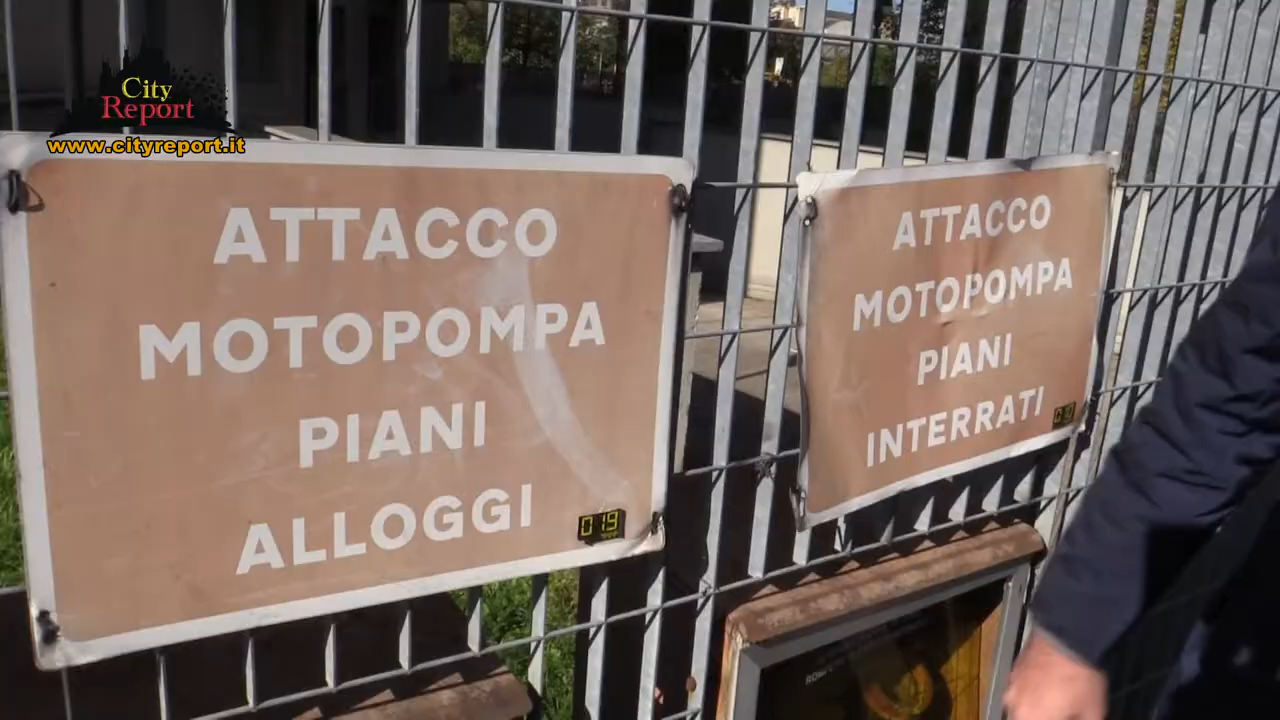 City
Report
www.cityreport.it
ATTACCO
MOTOPOMPA
PIANI
ALLOGGI
019
ATTACCO
MOTOPOMPA
PIANI
INTERRATI